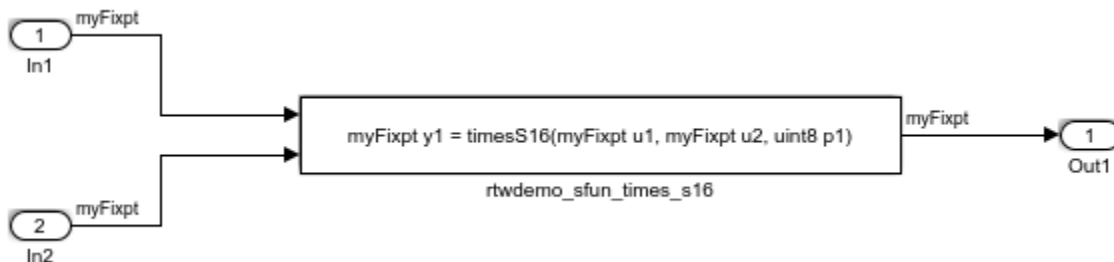 myFixpt
1
In1
myFixpt y1 = timesS16(myFixpt u1, myFixpt u2, uint8 p1)
myFixpt
1
Out1
rtwdemo_sfun_times_s16
myFixpt
2
In2